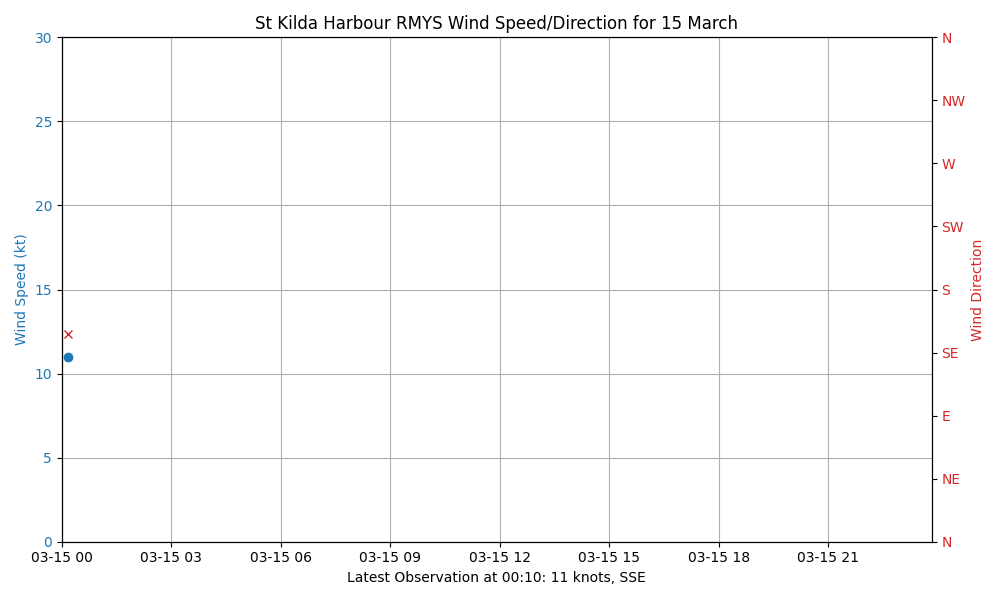 St Kilda Harbour RMYS Wind Speed/Direction for 15 March
30
25
20
15
10
5
0
Wind Speed (kt)
N
NW
W
SW
S
SE
E
NE
N
Wind Direction
03-15 00
03-15 03
03-15 06
03-15 09
03-15 12
03-15 15
03-15 18
03-15 21
Latest Observation at 00:10: 11 knots, SSE